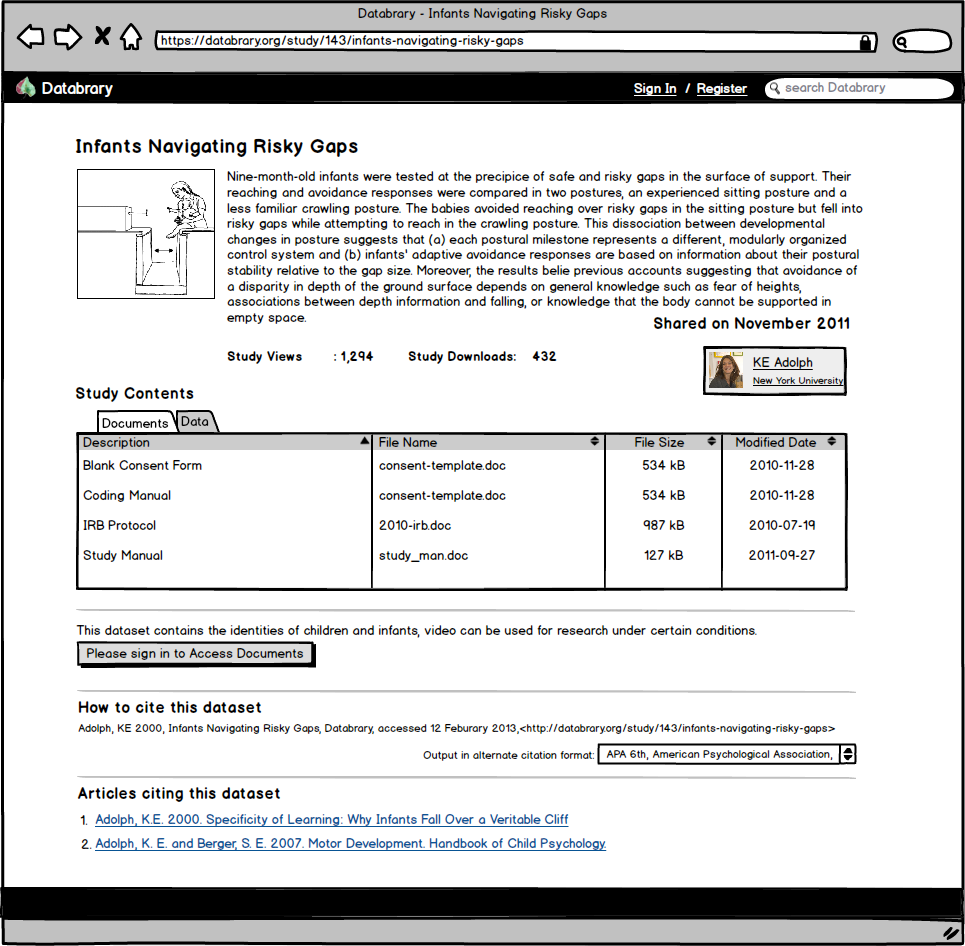 Databrary - Infants Navigating Risky Gaps
https://databrary.org/study/143/infants-navigating-risky-gaps
Databrary
Sign In / Register
search Databrary
Infants Navigating Risky Gaps
Nine-month-old infants were tested at the precipice of safe and risky gaps in the surface of support. Their
reaching and avoidance responses were compared in two postures, an experienced sitting posture and a
less familiar crawling posture. The babies avoided reaching over risky gaps in the sitting posture but fell into
risky gaps while attempting to reach in the crawling posture. This dissociation between developmental
changes in posture suggests that (a) each postural milestone represents a different, modularly organized
control system and (b) infants' adaptive avoidance responses are based on information about their postural
stability relative to the gap size. Moreover, the results belie previous accounts suggesting that avoidance of
a disparity in depth of the ground surface depends on general knowledge such as fear of heights,
associations between depth information and falling, or knowledge that the body cannot be supported in
empty space.
Shared on November 2011
Study Views : 1,294 Study Downloads: 432
KE Adolph
New York University
Study Contents
Documents Data
Description File Name File Size Modified Date
Blank Consent Form consent-template.doc 534 kB 2010-11-28
Coding Manual consent-template.doc 534 kB 2010-11-28
IRB Protocol 2010-irb.doc 987 kB 2010-07-19
Study Manual study_man.doc 127 kB 2011-09-27
This dataset contains the identities of children and infants, video can be used for research under certain conditions.
Please sign in to Access Documents
How to cite this dataset
Adolph, KE 2000, Infants Navigating Risky Gaps, Databrary, accessed 12 Feburary 2013,<http://databrary.org/study/143/infants-navigating-risky-gaps>
Output in alternate citation format: APA 6th, American Psychological Association,
Articles citing this dataset
1. Adolph, K.E. 2000. Specificity of Learning: Why Infants Fall Over a Veritable Cliff
2. Adolph, K. E. and Berger, S. E. 2007. Motor Development. Handbook of Child Psychology.